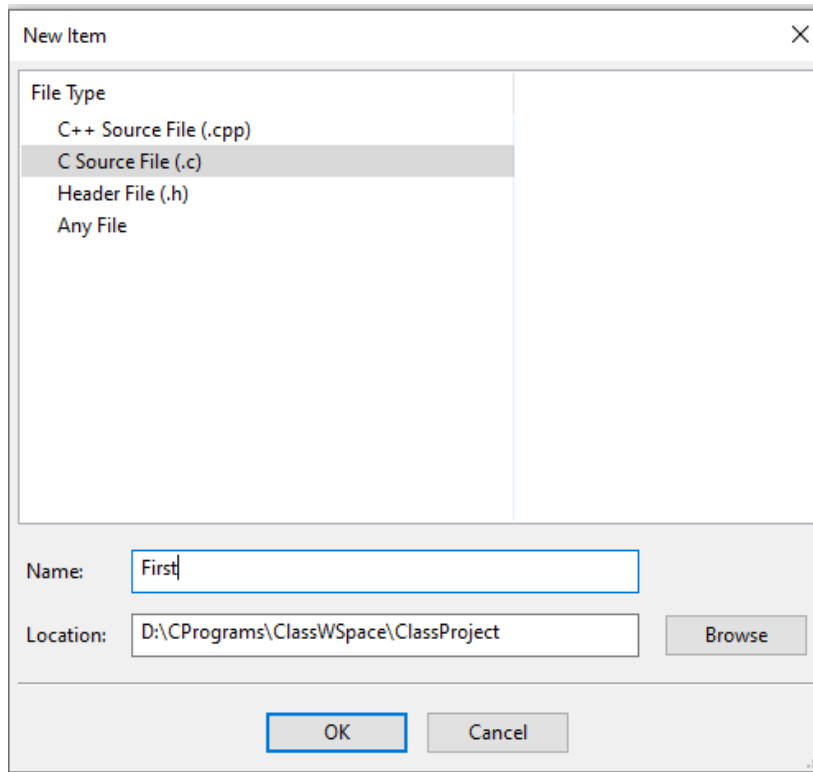 New Item
File Type
C++ Source File (.cpp)
C Source File (.c)
Header File (.h)
Any File
Name: First
Location: D:\CPrograms\ClassWSpace\ClassProject Browse
OK Cancel